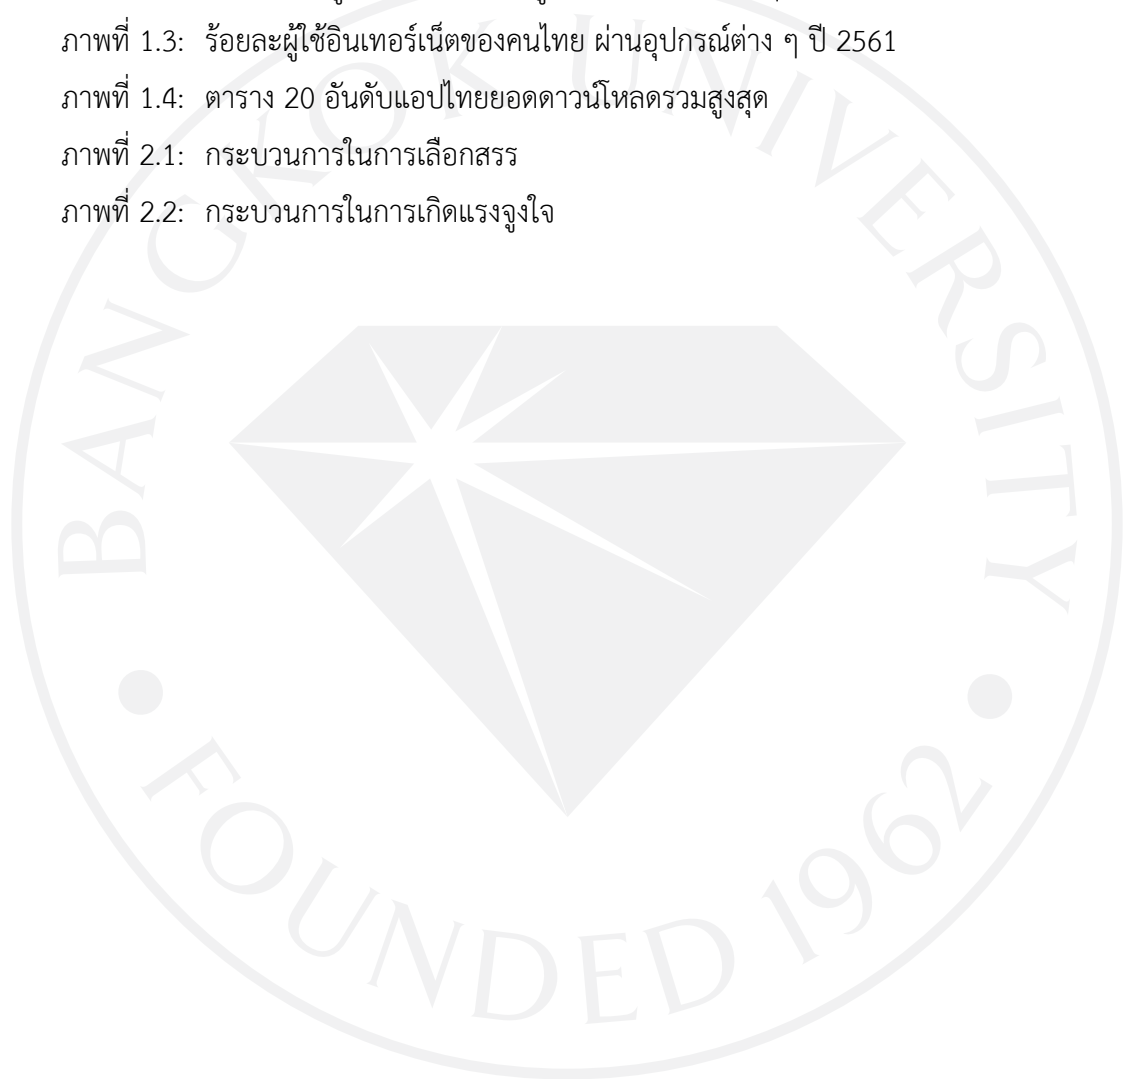 ภาพที่ 1.3: ร้อยละผู้ใช้อินเทอร์เน็ตของคนไทย ผ่านอุปกรณ์ต่าง ๆ ปี 2561
ภาพที่ 1.4: ตาราง 20 อันดับแอปไทยยอดดาวน์โหลดรวมสูงสุด
ภาพที่ 2.1: กระบวนการในการเลือกสรร
ภาพที่ 2.2: กระบวนการในการเกิดแรงจูงใจ
BANGKOK UNIVERSITY
FOUNDED 1962